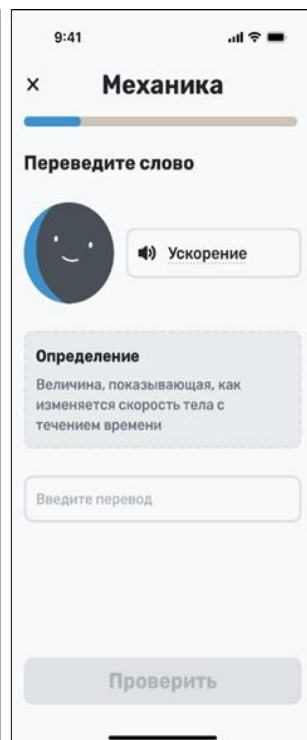 9:41
Механика
Переведите слово
Ускорение
Определение
Величина, показывающая, как
изменяется скорость тела с
течением времени
Введите перевод
Проверить